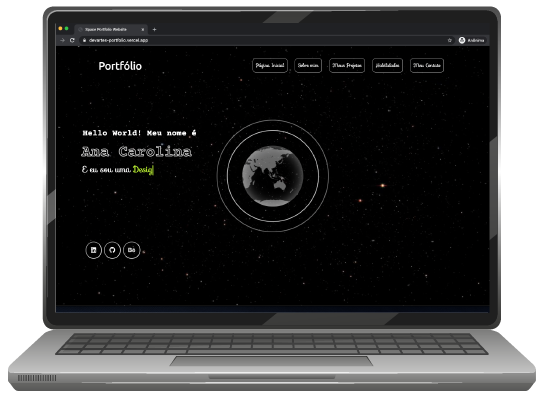 Space Portfolio Website
devartes-portfolio.vercel.app
Anônima
Portfólio
Página Inicial
Sobre mim
Meus Projetos
Habilidades
Meu Contato
Hello World! Meu nome é
Ana Carolina
E eu sou uma Desig
Bē